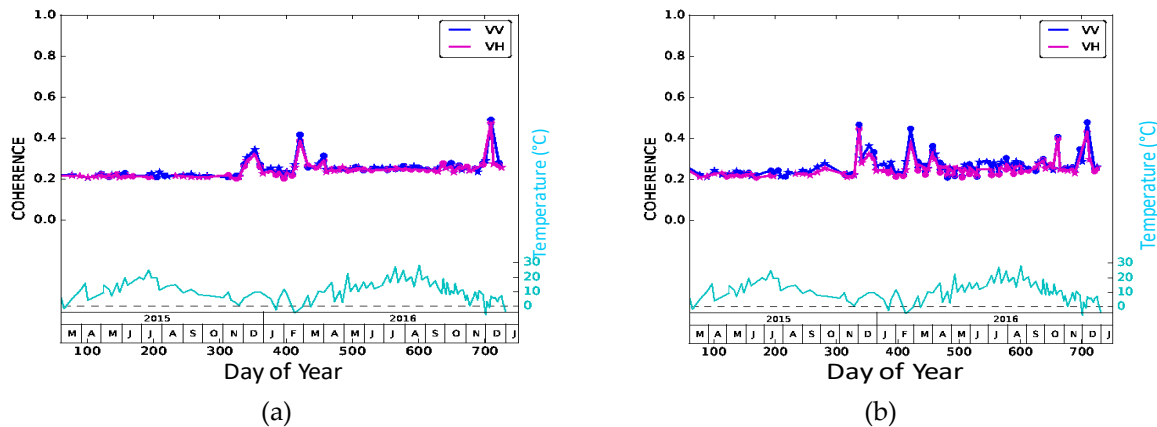 1.0
0.8
0.6
0.4
0.2
0.0
COHERENCE
VV
VH
Temperature (°C)
30
20
10
0
2015 2016
M A M J J A S O N D J F M A M J J A S O N D J
100 200 300 400 500 600 700
Day of Year
(a)
1.0
0.8
0.6
0.4
0.2
0.0
COHERENCE
VV
VH
Temperature (°C)
30
20
10
0
2015 2016
M A M J J A S O N D J F M A M J J A S O N D J
100 200 300 400 500 600 700
Day of Year
(b)